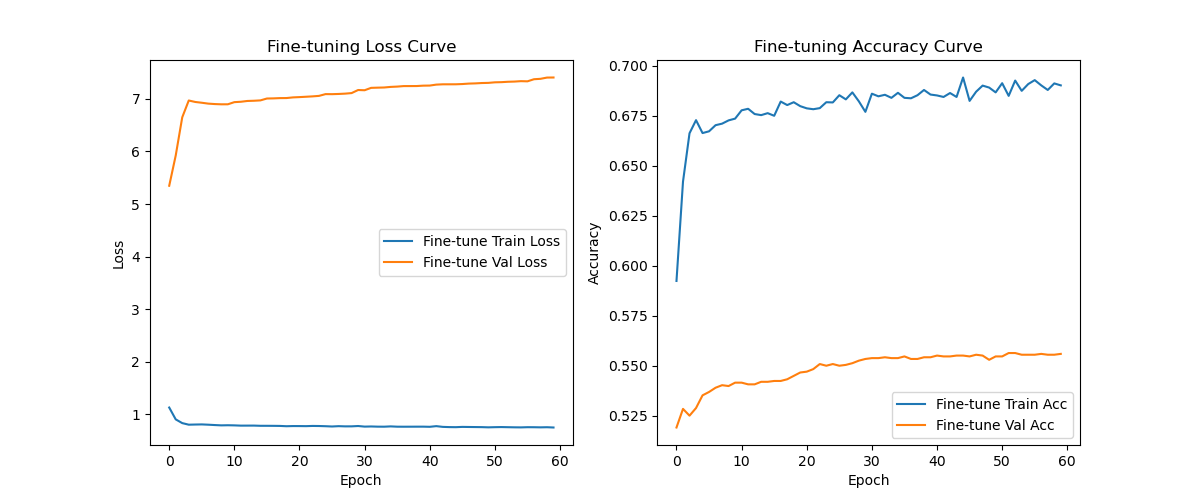 Fine-tuning Loss Curve
7
6
5
4
3
2
1
0
10
20
30
40
50
60
Loss
Epoch
Fine-tune Train Loss
Fine-tune Val Loss
Fine-tuning Accuracy Curve
0.700
0.675
0.650
0.625
0.600
0.575
0.550
0.525
0
10
20
30
40
50
60
Accuracy
Epoch
Fine-tune Train Acc
Fine-tune Val Acc